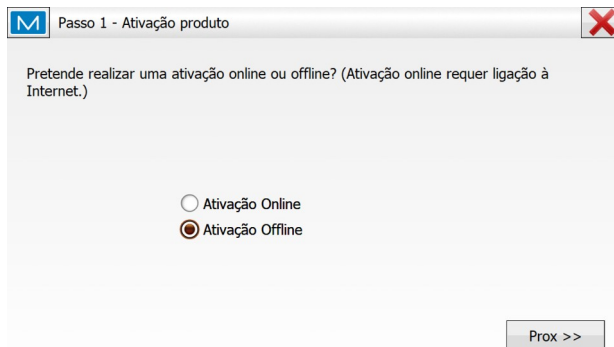 M Passo 1 - Ativação produto
Pretende realizar uma ativação online ou offline? (Ativação online requer ligação à
Internet.)
Ativação Online
Ativação Offline
Prox >>